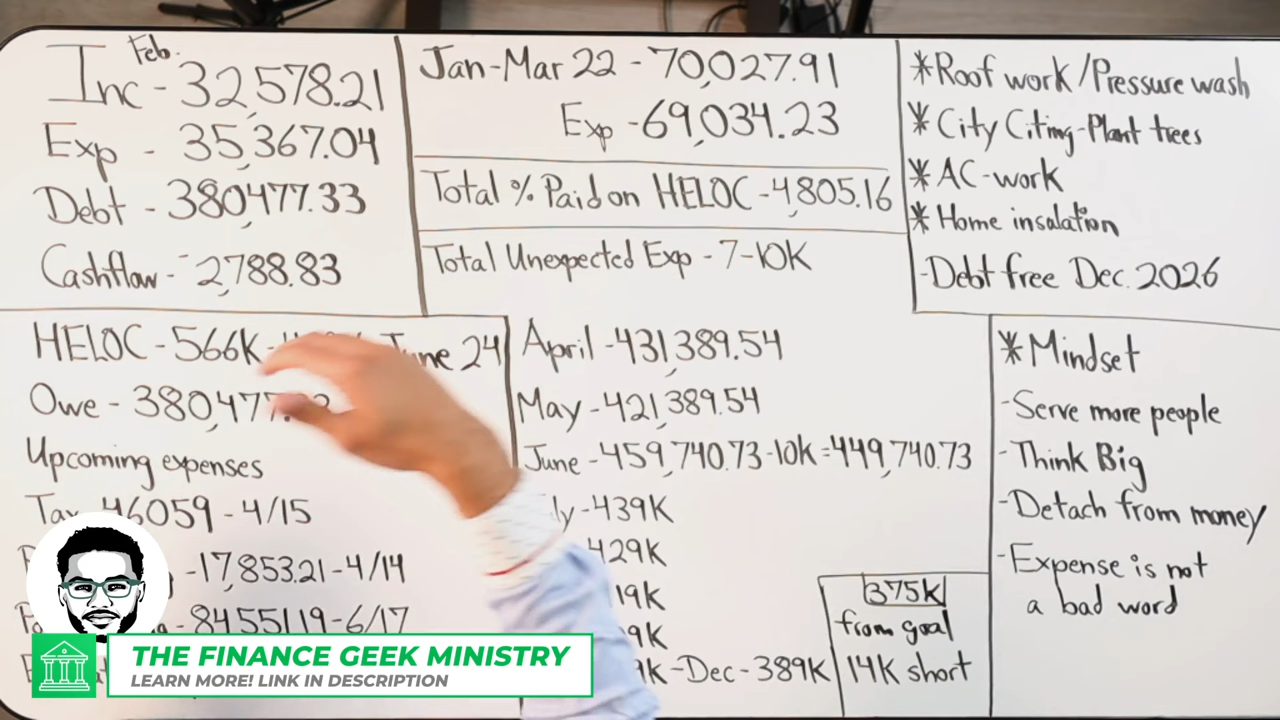 Feb.
Inc - 32,578.21
Exp - 35,367.04
Debt - 380,477.33
Cashflow - -2,788.83
Jan-Mar 22 - 70,027.91
Exp - 69,034.23
Total % Paid on HELOC - 4,805.16
Total Unexpected Exp - 7-10K
*Roof work/Pressure wash
*City Citing-Plant trees
*AC-work
*Home insalation
-Debt free Dec. 2026
HELOC - 566K - June 24
Owe - 380,477.
Upcoming expenses
Tax 46059 - 4/15
-17,853.21-4/14
- 8455119-6/17
April - 431,389.54
May - 421,389.54
June - 459,740.73-10K=449,740.73
439K
429K
19K
9K
-Dec-389K
375K
from goal
14K short
*Mindset
-Serve more people
-Think Big
-Detach from money
-Expense is not
a bad word
THE FINANCE GEEK MINISTRY
LEARN MORE! LINK IN DESCRIPTION